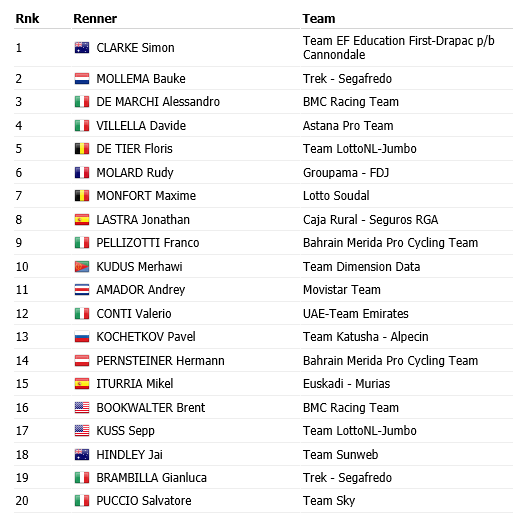 Rnk Renner Team
1 CLARKE Simon Team EF Education First-Drapac p/b
Cannondale
2 MOLLEMA Bauke Trek - Segafredo
3 DE MARCHI Alessandro BMC Racing Team
4 VILLELLA Davide Astana Pro Team
5 DE TIER Floris Team LottoNL-Jumbo
6 MOLARD Rudy Groupama - FDJ
7 MONFORT Maxime Lotto Soudal
8 LASTRA Jonathan Caja Rural - Seguros RGA
9 PELLIZOTTI Franco Bahrain Merida Pro Cycling Team
10 KUDUS Merhawi Team Dimension Data
11 AMADOR Andrey Movistar Team
12 CONTI Valerio UAE-Team Emirates
13 KOCHETKOV Pavel Team Katusha - Alpecin
14 PERNSTEINER Hermann Bahrain Merida Pro Cycling Team
15 ITURRIA Mikel Euskadi - Murias
16 BOOKWALTER Brent BMC Racing Team
17 KUSS Sepp Team LottoNL-Jumbo
18 HINDLEY Jai Team Sunweb
19 BRAMBILLA Gianluca Trek - Segafredo
20 PUCCIO Salvatore Team Sky